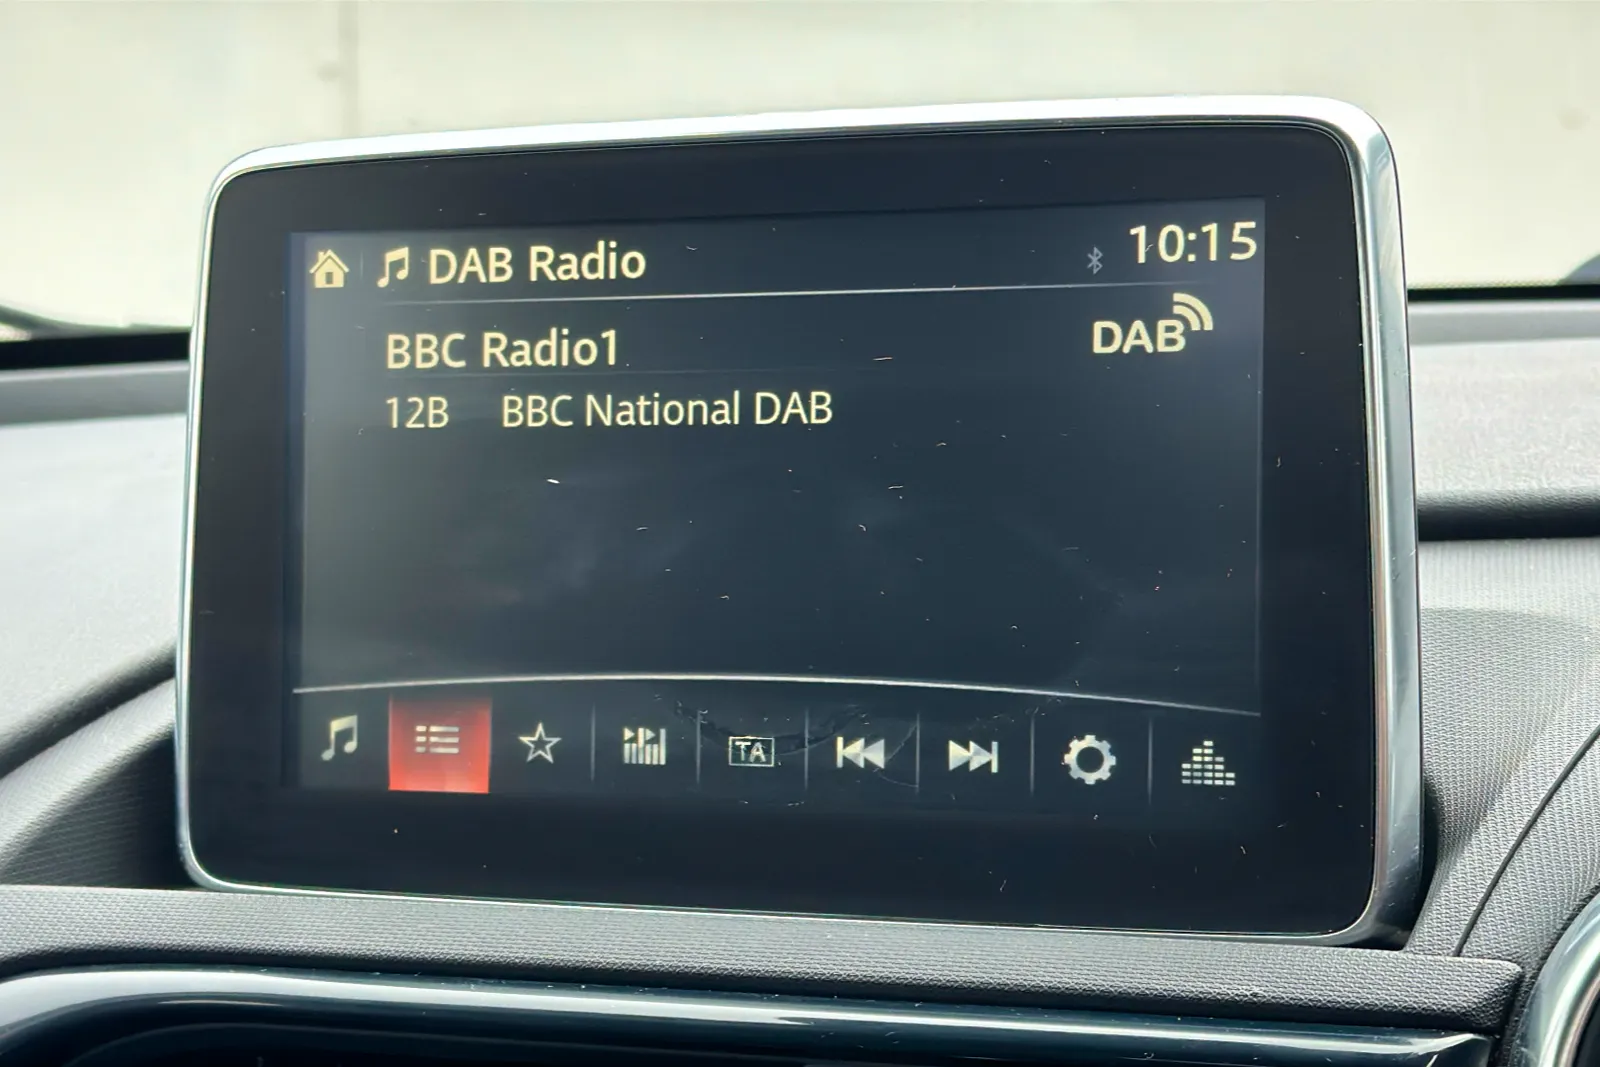 DAB Radio
10:15
BBC Radio1
DAB
12B BBC National DAB
TA